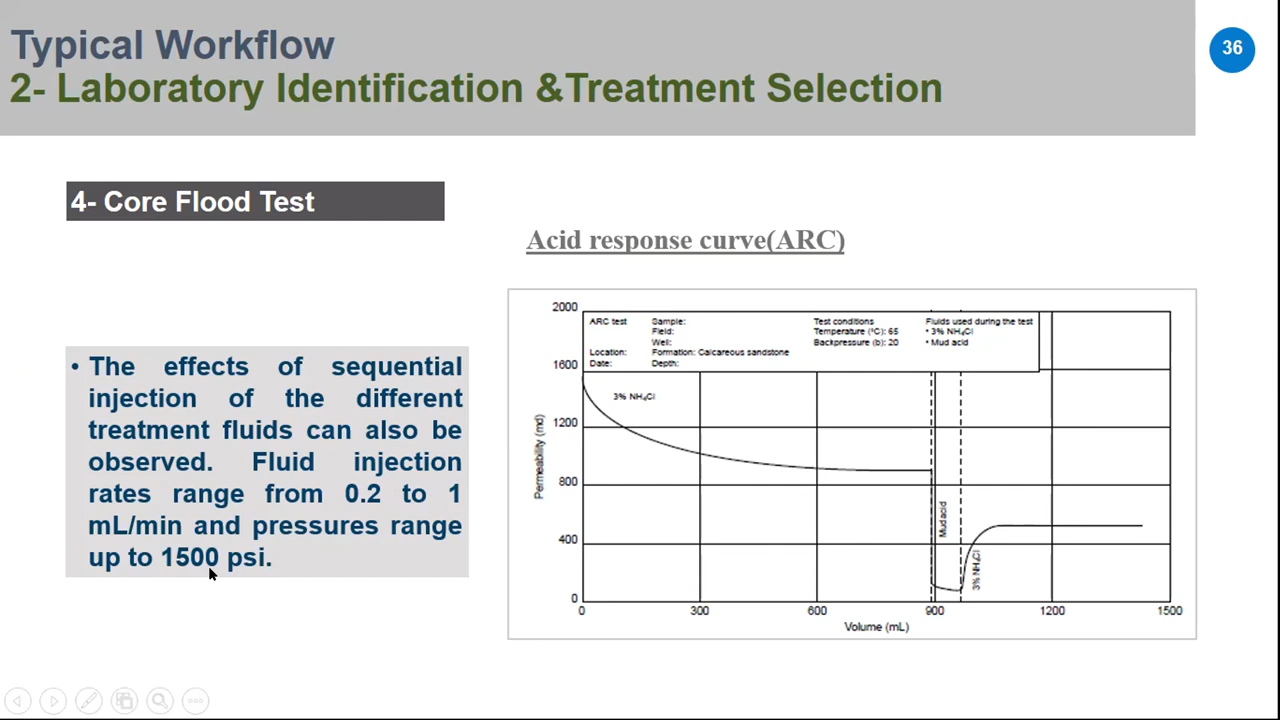 Typical Workflow
36
2- Laboratory Identification &Treatment Selection
4- Core Flood Test
Acid response curve(ARC)
• The effects of sequential
injection of the different
treatment fluids can also be
observed. Fluid injection
rates range from 0.2 to 1
mL/min and pressures range
up to 1500 psi.
2000
1600
1200
800
400
0
Permeability (md)
ARC test
Location:
Date:
Sample:
Field:
Well:
Formation: Calcareous sandstone
Depth:
Test conditions
Temperature (°C): 65
Backpressure (b): 20
Fluids used during the test
• 3% NH₄Cl
• Mud acid
3% NH₄Cl
Mud acid
3% NH₄Cl
0
300
600
900
1200
1500
Volume (mL)